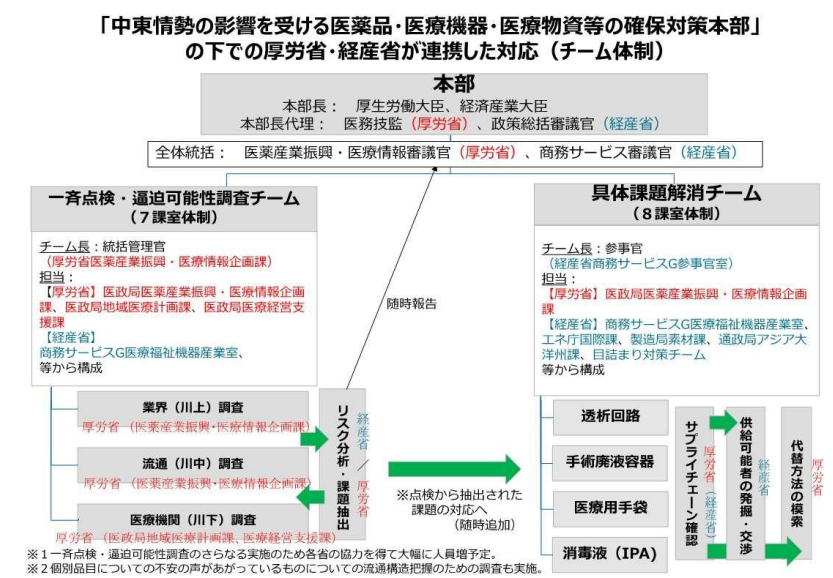 「中東情勢の影響を受ける医薬品・医療機器・医療物資等の確保対策本部」
の下での厚労省・経産省が連携した対応（チーム体制）
本部
本部長： 厚生労働大臣、経済産業大臣
本部長代理： 医務技監（厚労省）、政策総括審議官（経産省）
全体統括： 医薬産業振興・医療情報審議官（厚労省）、商務サービス審議官（経産省）
一斉点検・逼迫可能性調査チーム
（７課室体制）
チーム長：統括管理官
（厚労省医薬産業振興・医療情報企画課）
担当：
【厚労省】医政局医薬産業振興・医療情報企画
課、医政局地域医療計画課、医政局医療経営支
援課
【経産省】
商務サービスG医療福祉機器産業室、
等から構成
随時報告
具体課題解消チーム
（８課室体制）
チーム長：参事官
（経産省商務サービスG参事官室）
担当：
【厚労省】医政局医薬産業振興・医療情報企画
課
【経産省】商務サービスG医療福祉機器産業室、
エネ庁国際課、製造局素材課、通政局アジア大
洋州課、目詰まり対策チーム
等から構成
業界（川上）調査
厚労省（医薬産業振興・医療情報企画課）
流通（川中）調査
厚労省（医薬産業振興・医療情報企画課）
医療機関（川下）調査
厚労省（医政局地域医療計画課、医療経営支援課）
リスク分析・課題抽出
経産省／厚労省
※点検から抽出された
課題の対応へ
（随時追加）
透析回路
手術廃液容器
医療用手袋
消毒液（IPA）
サプライチェーン確認
厚労省（経産省）
供給可能者の発掘・交渉
経産省
代替方法の模索
厚労省
※１一斉点検・逼迫可能性調査のさらなる実施のため各省の協力を得て大幅に人員増予定。
※２個別品目についての不安の声があがっているものについての流通構造把握のための調査も実施。